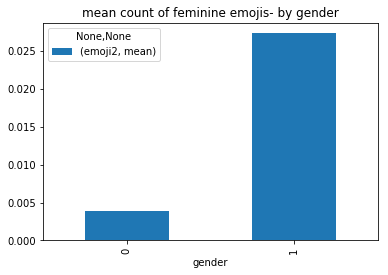 mean count of feminine emojis- by gender
None,None
(emoji2, mean)
0.025
0.020
0.015
0.010
0.005
0.000
0
1
gender